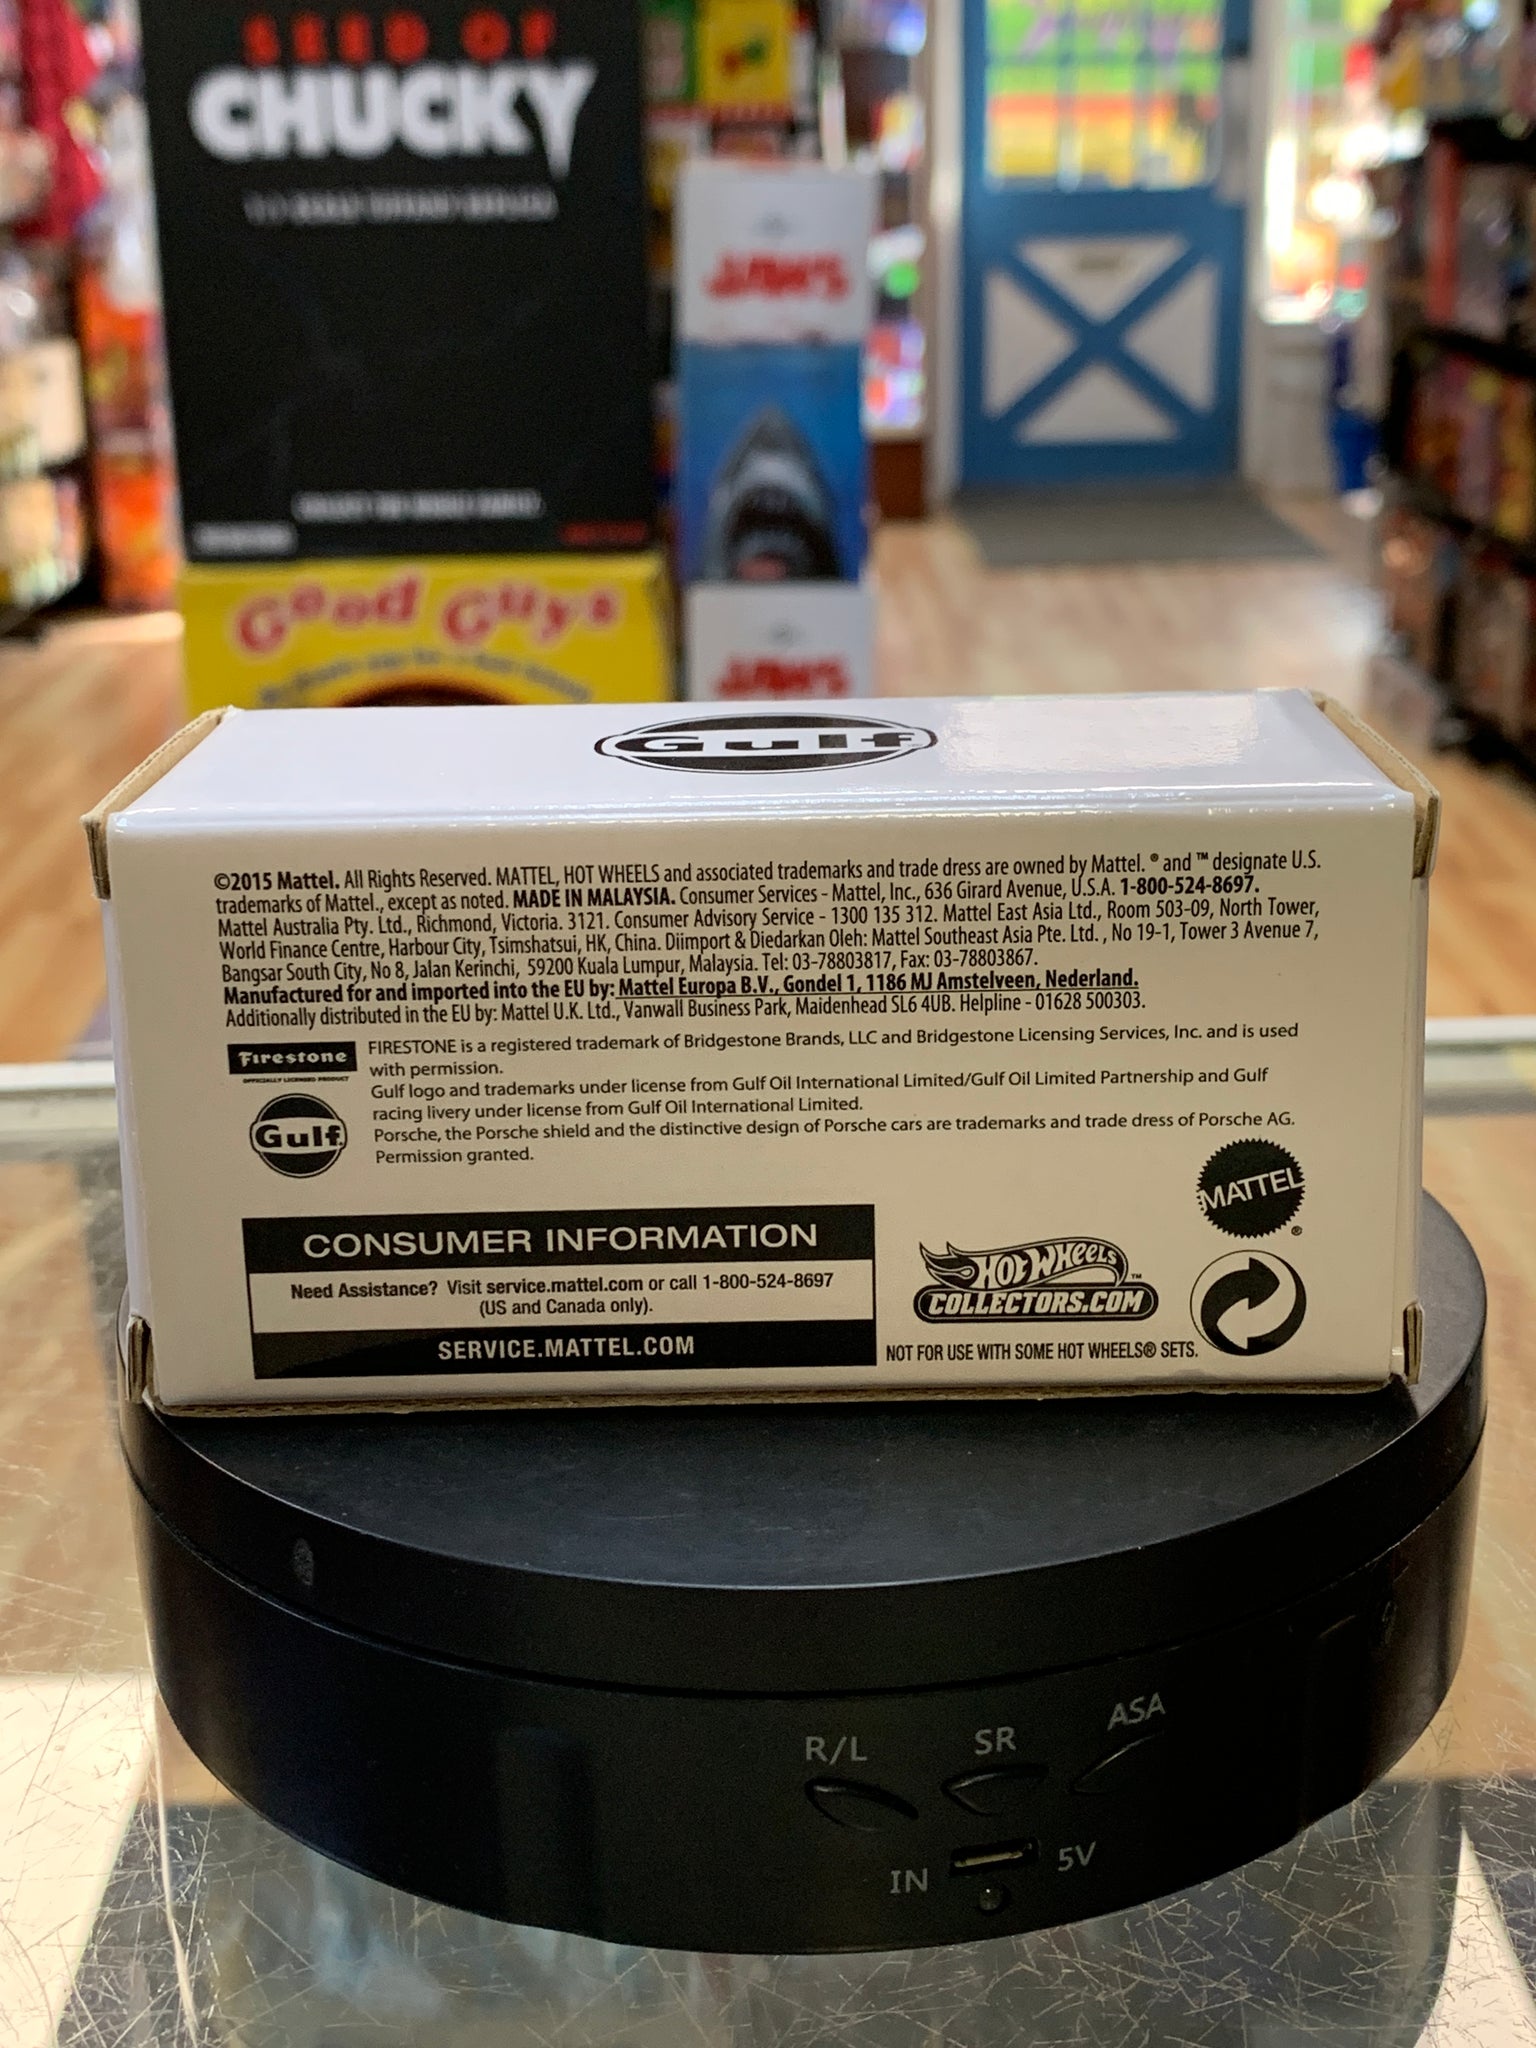 SEED OF
CHUCKY
JAWS
Good Guys
JAWS
Gulf
©2015 Mattel. All Rights Reserved. MATTEL, HOT WHEELS and associated trademarks and trade dress are owned by Mattel. ® and ™ designate U.S.
trademarks of Mattel., except as noted. MADE IN MALAYSIA. Consumer Services - Mattel, Inc., 636 Girard Avenue, U.S.A. 1-800-524-8697.
Mattel Australia Pty. Ltd., Richmond, Victoria. 3121. Consumer Advisory Service - 1300 135 312. Mattel East Asia Ltd., Room 503-09, North Tower,
World Finance Centre, Harbour City, Tsimshatsui, HK, China. Diimport & Diedarkan Oleh: Mattel Southeast Asia Pte. Ltd. , No 19-1, Tower 3 Avenue 7,
Bangsar South City, No 8, Jalan Kerinchi, 59200 Kuala Lumpur, Malaysia. Tel: 03-78803817, Fax: 03-78803867.
Manufactured for and imported into the EU by: Mattel Europa B.V., Gondel 1, 1186 MJ Amstelveen, Nederland.
Additionally distributed in the EU by: Mattel U.K. Ltd., Vanwall Business Park, Maidenhead SL6 4UB. Helpline - 01628 500303.
Firestone
OFFICIALLY LICENSED PRODUCT
FIRESTONE is a registered trademark of Bridgestone Brands, LLC and Bridgestone Licensing Services, Inc. and is used
with permission.
Gulf logo and trademarks under license from Gulf Oil International Limited/Gulf Oil Limited Partnership and Gulf
racing livery under license from Gulf Oil International Limited.
Gulf
Porsche, the Porsche shield and the distinctive design of Porsche cars are trademarks and trade dress of Porsche AG.
Permission granted.
MATTEL®
CONSUMER INFORMATION
Need Assistance? Visit service.mattel.com or call 1-800-524-8697
(US and Canada only).
SERVICE.MATTEL.COM
HOT WHEELS™
COLLECTORS.COM
NOT FOR USE WITH SOME HOT WHEELS® SETS.
R/L SR ASA
IN 5V